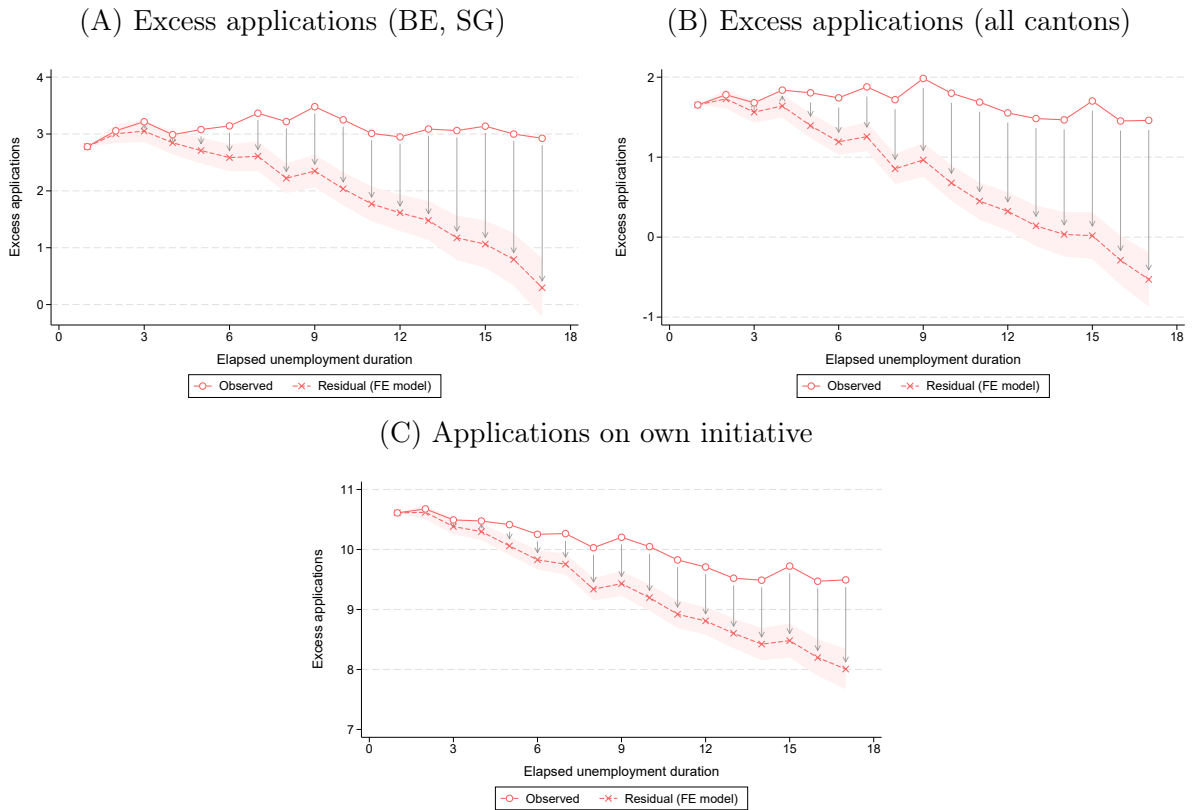 (A) Excess applications (BE, SG)
4
3
2
1
0
Excess applications
0 3 6 9 12 15 18
Elapsed unemployment duration
Observed Residual (FE model)
(B) Excess applications (all cantons)
2
1
0
-1
Excess applications
0 3 6 9 12 15 18
Elapsed unemployment duration
Observed Residual (FE model)
(C) Applications on own initiative
11
10
9
8
7
Excess applications
0 3 6 9 12 15 18
Elapsed unemployment duration
Observed Residual (FE model)